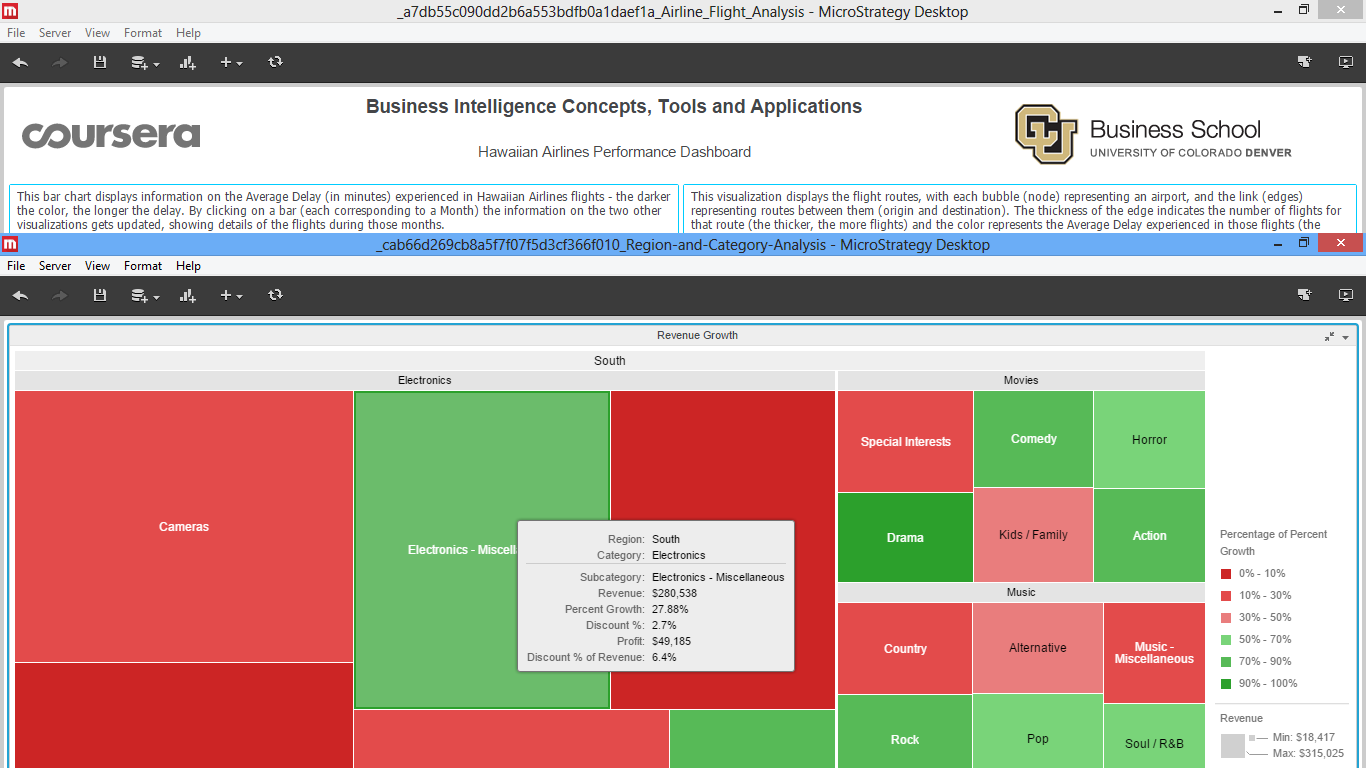 _a7db55c090dd2b6a553bdfb0a1daef1a_Airline_Flight_Analysis - MicroStrategy Desktop
File Server View Format Help
coursera
Business Intelligence Concepts, Tools and Applications
Hawaiian Airlines Performance Dashboard
CU
Business School
UNIVERSITY OF COLORADO DENVER
This bar chart displays information on the Average Delay (in minutes) experienced in Hawaiian Airlines flights - the darker
the color, the longer the delay. By clicking on a bar (each corresponding to a Month) the information on the two other
visualizations gets updated, showing details of the flights during those months.
This visualization displays the flight routes, with each bubble (node) representing an airport, and the link (edges)
representing routes between them (origin and destination). The thickness of the edge indicates the number of flights for
that route (the thicker, the more flights) and the color represents the Average Delay experienced in those flights (the
_cab66d269cb8a5f7f07f5d3cf366f010_Region-and-Category-Analysis - MicroStrategy Desktop
File Server View Format Help
Revenue Growth
South
Electronics
Cameras
Electronics - Miscell
Region: South
Category: Electronics
Subcategory: Electronics - Miscellaneous
Revenue: $280,538
Percent Growth: 27.88%
Discount %: 2.7%
Profit: $49,185
Discount % of Revenue: 6.4%
Movies
Special Interests
Comedy
Horror
Drama
Kids / Family
Action
Music
Country
Alternative
Music -
Miscellaneous
Rock
Pop
Soul / R&B
Percentage of Percent
Growth
0% - 10%
10% - 30%
30% - 50%
50% - 70%
70% - 90%
90% - 100%
Revenue
Min: $18,417
Max: $315,025